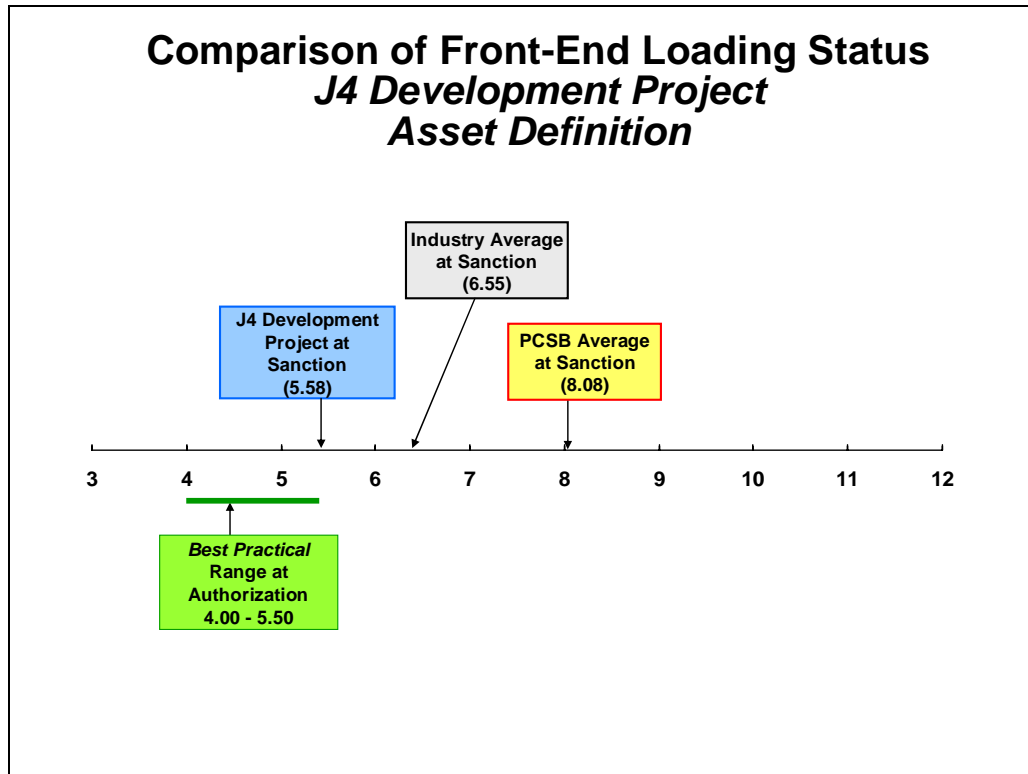 Comparison of Front-End Loading Status
J4 Development Project
Asset Definition
Industry Average
at Sanction
(6.55)
J4 Development
Project at
Sanction
(5.58)
PCSB Average
at Sanction
(8.08)
3 4 5 6 7 8 9 10 11 12
Best Practical
Range at
Authorization
4.00 - 5.50